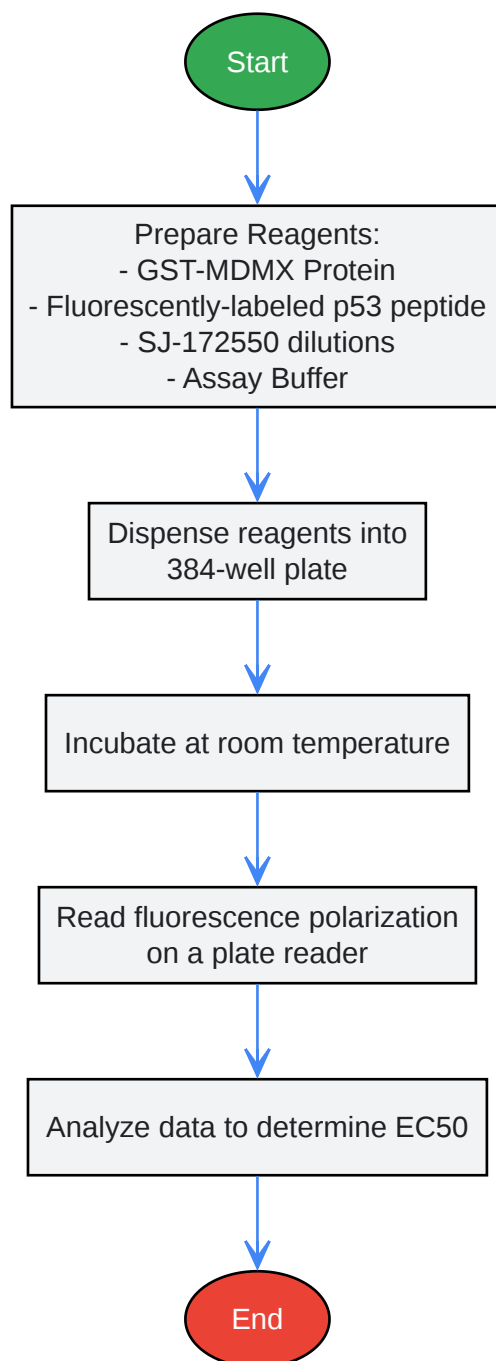 Start
Prepare Reagents:
- GST-MDMX Protein
- Fluorescently-labeled p53 peptide
- SJ-172550 dilutions
- Assay Buffer
Dispense reagents into
384-well plate
Incubate at room temperature
Read fluorescence polarization
on a plate reader
Analyze data to determine EC50
End